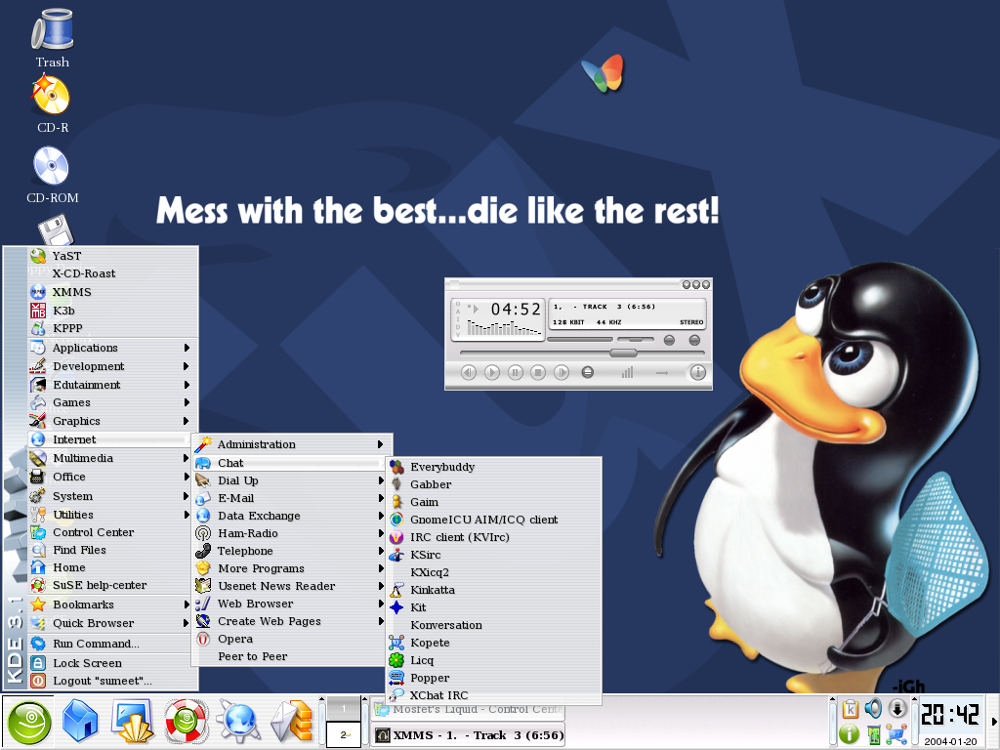 Trash
CD-R
CD-ROM
Mess with the best...die like the rest!
04:52
1, - TRACK 3 (6:56)
128 KBIT 44 KHZ STEREO
KDE 3.1
YaST
X-CD-Roast
XMMS
K3b
KPPP
Applications
Development
Edutainment
Games
Graphics
Internet
Multimedia
Office
System
Utilities
Control Center
Find Files
Home
SuSE help-center
Bookmarks
Quick Browser
Run Command...
Lock Screen
Logout "sumeet"...
Administration
Chat
Dial Up
E-Mail
Data Exchange
Ham-Radio
Telephone
More Programs
Usenet News Reader
Web Browser
Create Web Pages
Opera
Peer to Peer
Everybuddy
Gabber
Gaim
GnomeICU AIM/ICQ client
IRC client (KVIrc)
KSirc
KXicq2
Kinkatta
Kit
Konversation
Kopete
Licq
Popper
XChat IRC
-jGh
1
2
Mosfet's Liquid - Control Cente
XMMS - 1. - Track 3 (6:56)
20:42
2004-01-20